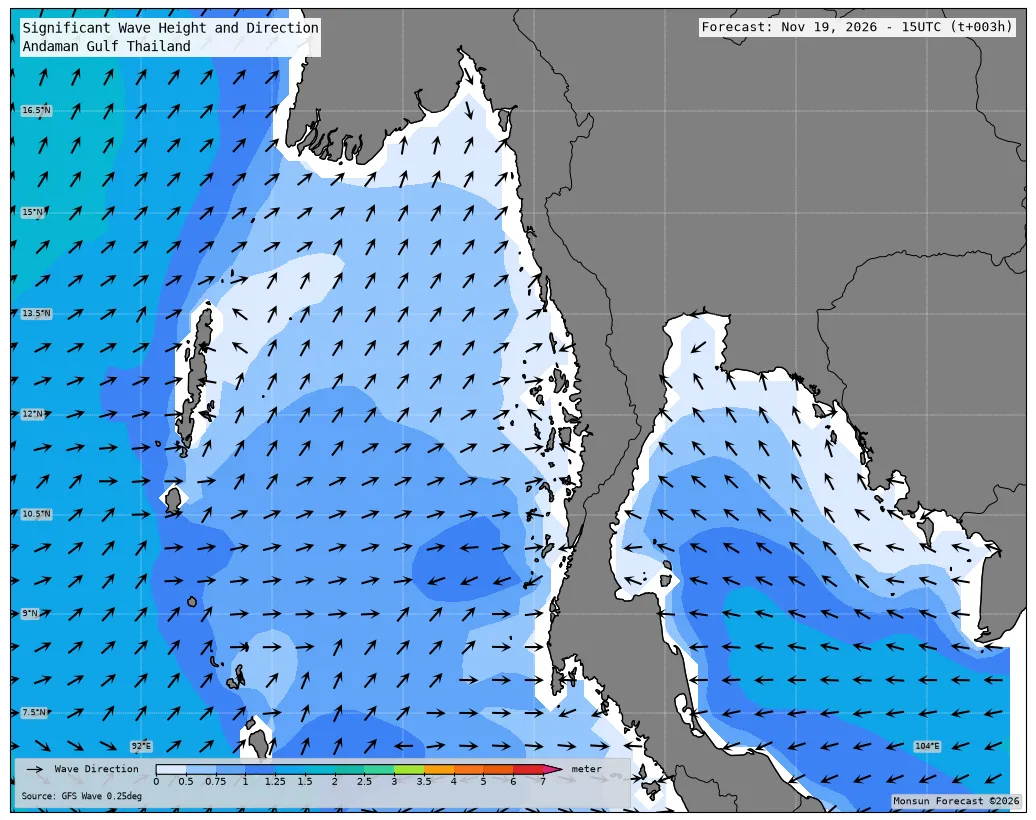 Significant Wave Height and Direction
Andaman Gulf Thailand
Forecast: Nov 19, 2026 - 15UTC (t+003h)
16.5°N
15°N
13.5°N
12°N
10.5°N
9°N
7.5°N
92°E
104°E
Wave Direction
0 0.5 0.75 1 1.25 1.5 2 2.5 3 3.5 4 5 6 7 meter
Source: GFS Wave 0.25deg
Monsun Forecast ©2026